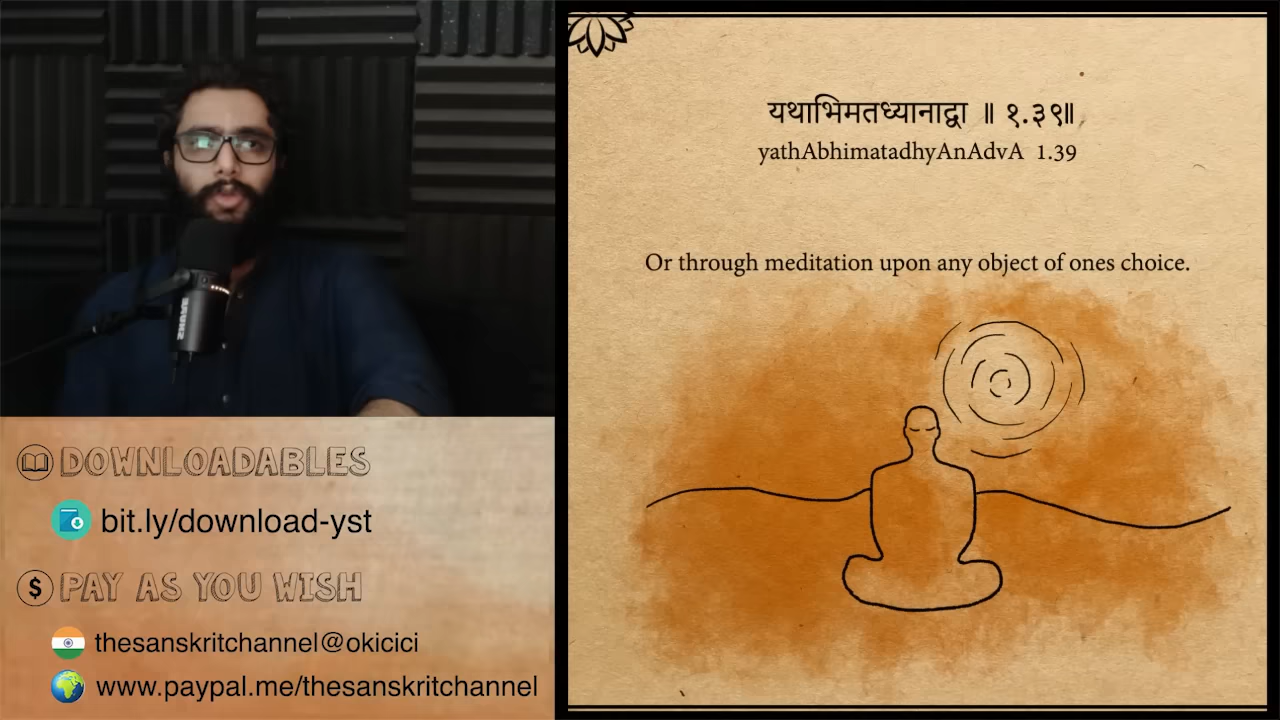 यथाभिमतध्यानाद्वा ॥ १.३९॥
yathAbhimatadhyAnAdvA 1.39
Or through meditation upon any object of ones choice.
DOWNLOADABLES
bit.ly/download-yst
$ PAY AS YOU WISH
thesanskritchannel@okicici
www.paypal.me/thesanskritchannel